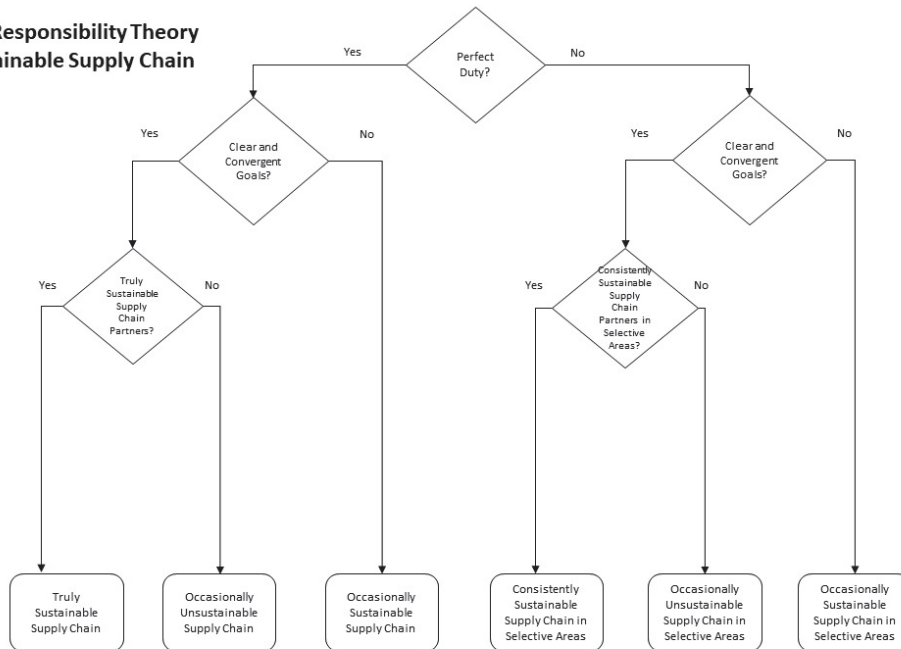 Responsibility Theory
ainable Supply Chain
Perfect
Duty?
Yes
No
Clear and
Convergent
Goals?
Yes
No
Clear and
Convergent
Goals?
Yes
No
Truly
Sustainable
Supply
Chain
Partners?
Yes
No
Consistently
Sustainable
Supply
Chain
Partners in
Selective
Areas?
Yes
No
Truly
Sustainable
Supply Chain
Occasionally
Unsustainable
Supply Chain
Occasionally
Sustainable
Supply Chain
Consistently
Sustainable
Supply Chain in
Selective Areas
Occasionally
Unsustainable
Supply Chain in
Selective Areas
Occasionally
Sustainable
Supply Chain in
Selective Areas